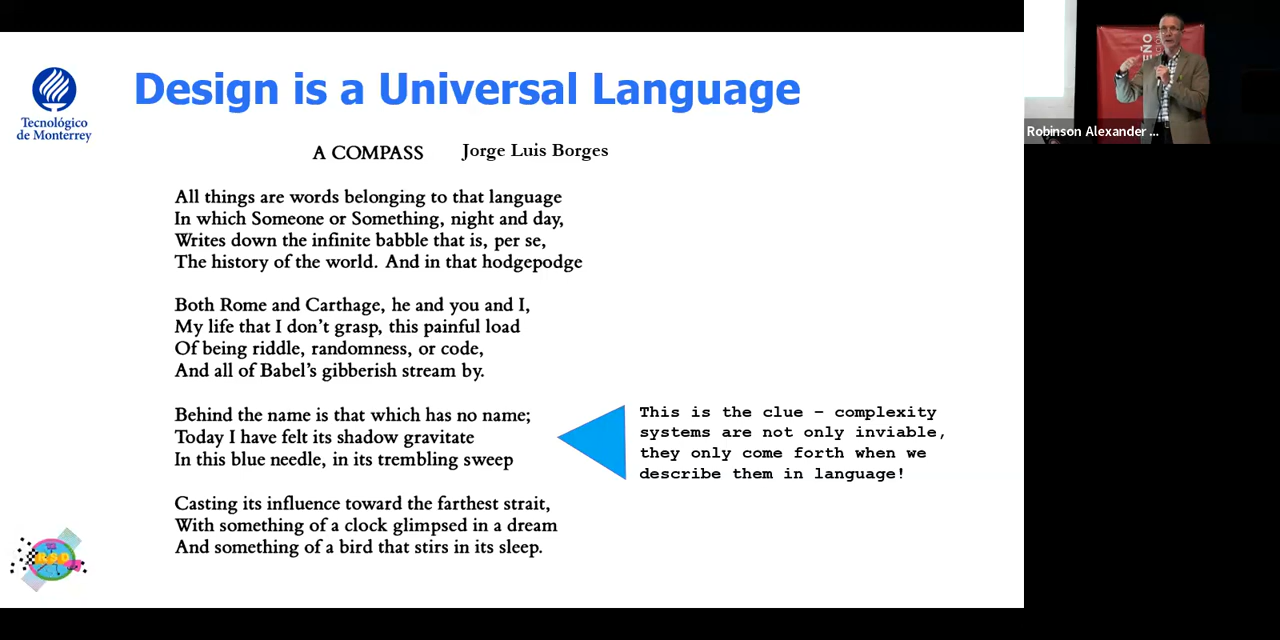 Design is a Universal Language
Tecnológico
de Monterrey
A COMPASS Jorge Luis Borges
All things are words belonging to that language
In which Someone or Something, night and day,
Writes down the infinite babble that is, per se,
The history of the world. And in that hodgepodge
Both Rome and Carthage, he and you and I,
My life that I don't grasp, this painful load
Of being riddle, randomness, or code,
And all of Babel's gibberish stream by.
Behind the name is that which has no name;
Today I have felt its shadow gravitate
In this blue needle, in its trembling sweep
Casting its influence toward the farthest strait,
With something of a clock glimpsed in a dream
And something of a bird that stirs in its sleep.
This is the clue – complexity
systems are not only inviable,
they only come forth when we
describe them in language!
RSD
Robinson Alexander ...